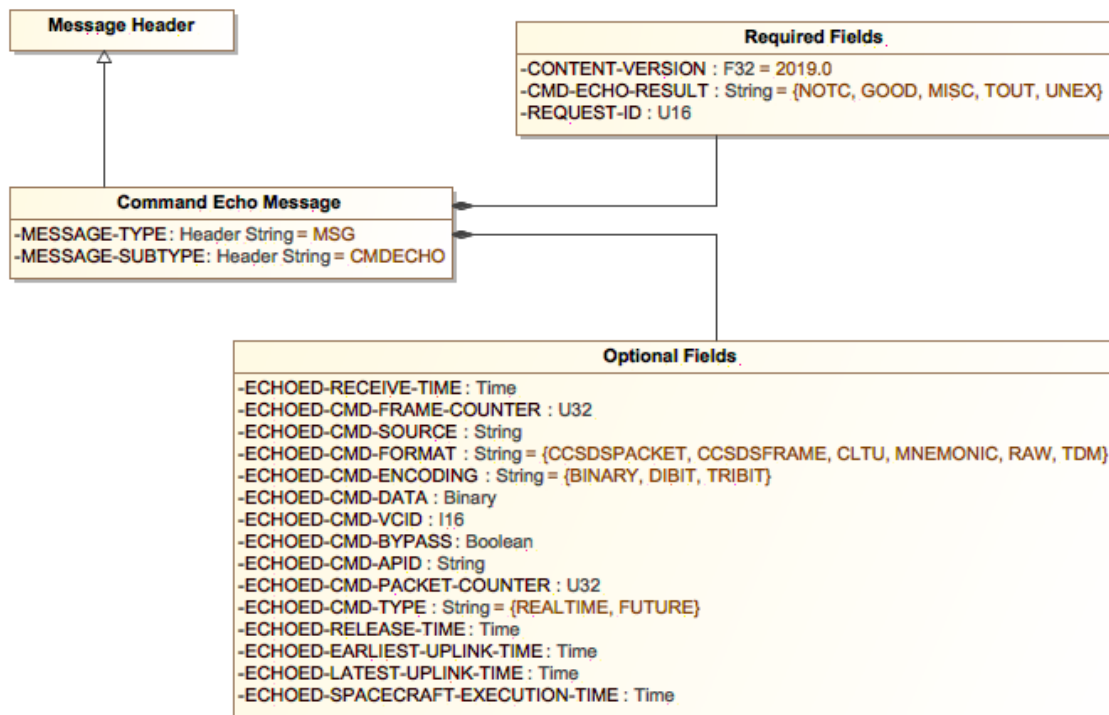 Message Header
Required Fields
-CONTENT-VERSION : F32 = 2019.0
-CMD-ECHO-RESULT : String = {NOTC, GOOD, MISC, TOUT, UNEX}
-REQUEST-ID : U16
Command Echo Message
-MESSAGE-TYPE: Header String = MSG
-MESSAGE-SUBTYPE: Header String = CMDECHO
Optional Fields
-ECHOED-RECEIVE-TIME : Time
-ECHOED-CMD-FRAME-COUNTER : U32
-ECHOED-CMD-SOURCE : String
-ECHOED-CMD-FORMAT : String = {CCSDSPACKET, CCSDSFRAME, CLTU, MNEMONIC, RAW, TDM}
-ECHOED-CMD-ENCODING : String = {BINARY, DIBIT, TRIBIT}
-ECHOED-CMD-DATA : Binary
-ECHOED-CMD-VCID : I16
-ECHOED-CMD-BYPASS : Boolean
-ECHOED-CMD-APID : String
-ECHOED-CMD-PACKET-COUNTER : U32
-ECHOED-CMD-TYPE : String = {REALTIME, FUTURE}
-ECHOED-RELEASE-TIME : Time
-ECHOED-EARLIEST-UPLINK-TIME : Time
-ECHOED-LATEST-UPLINK-TIME : Time
-ECHOED-SPACECRAFT-EXECUTION-TIME : Time